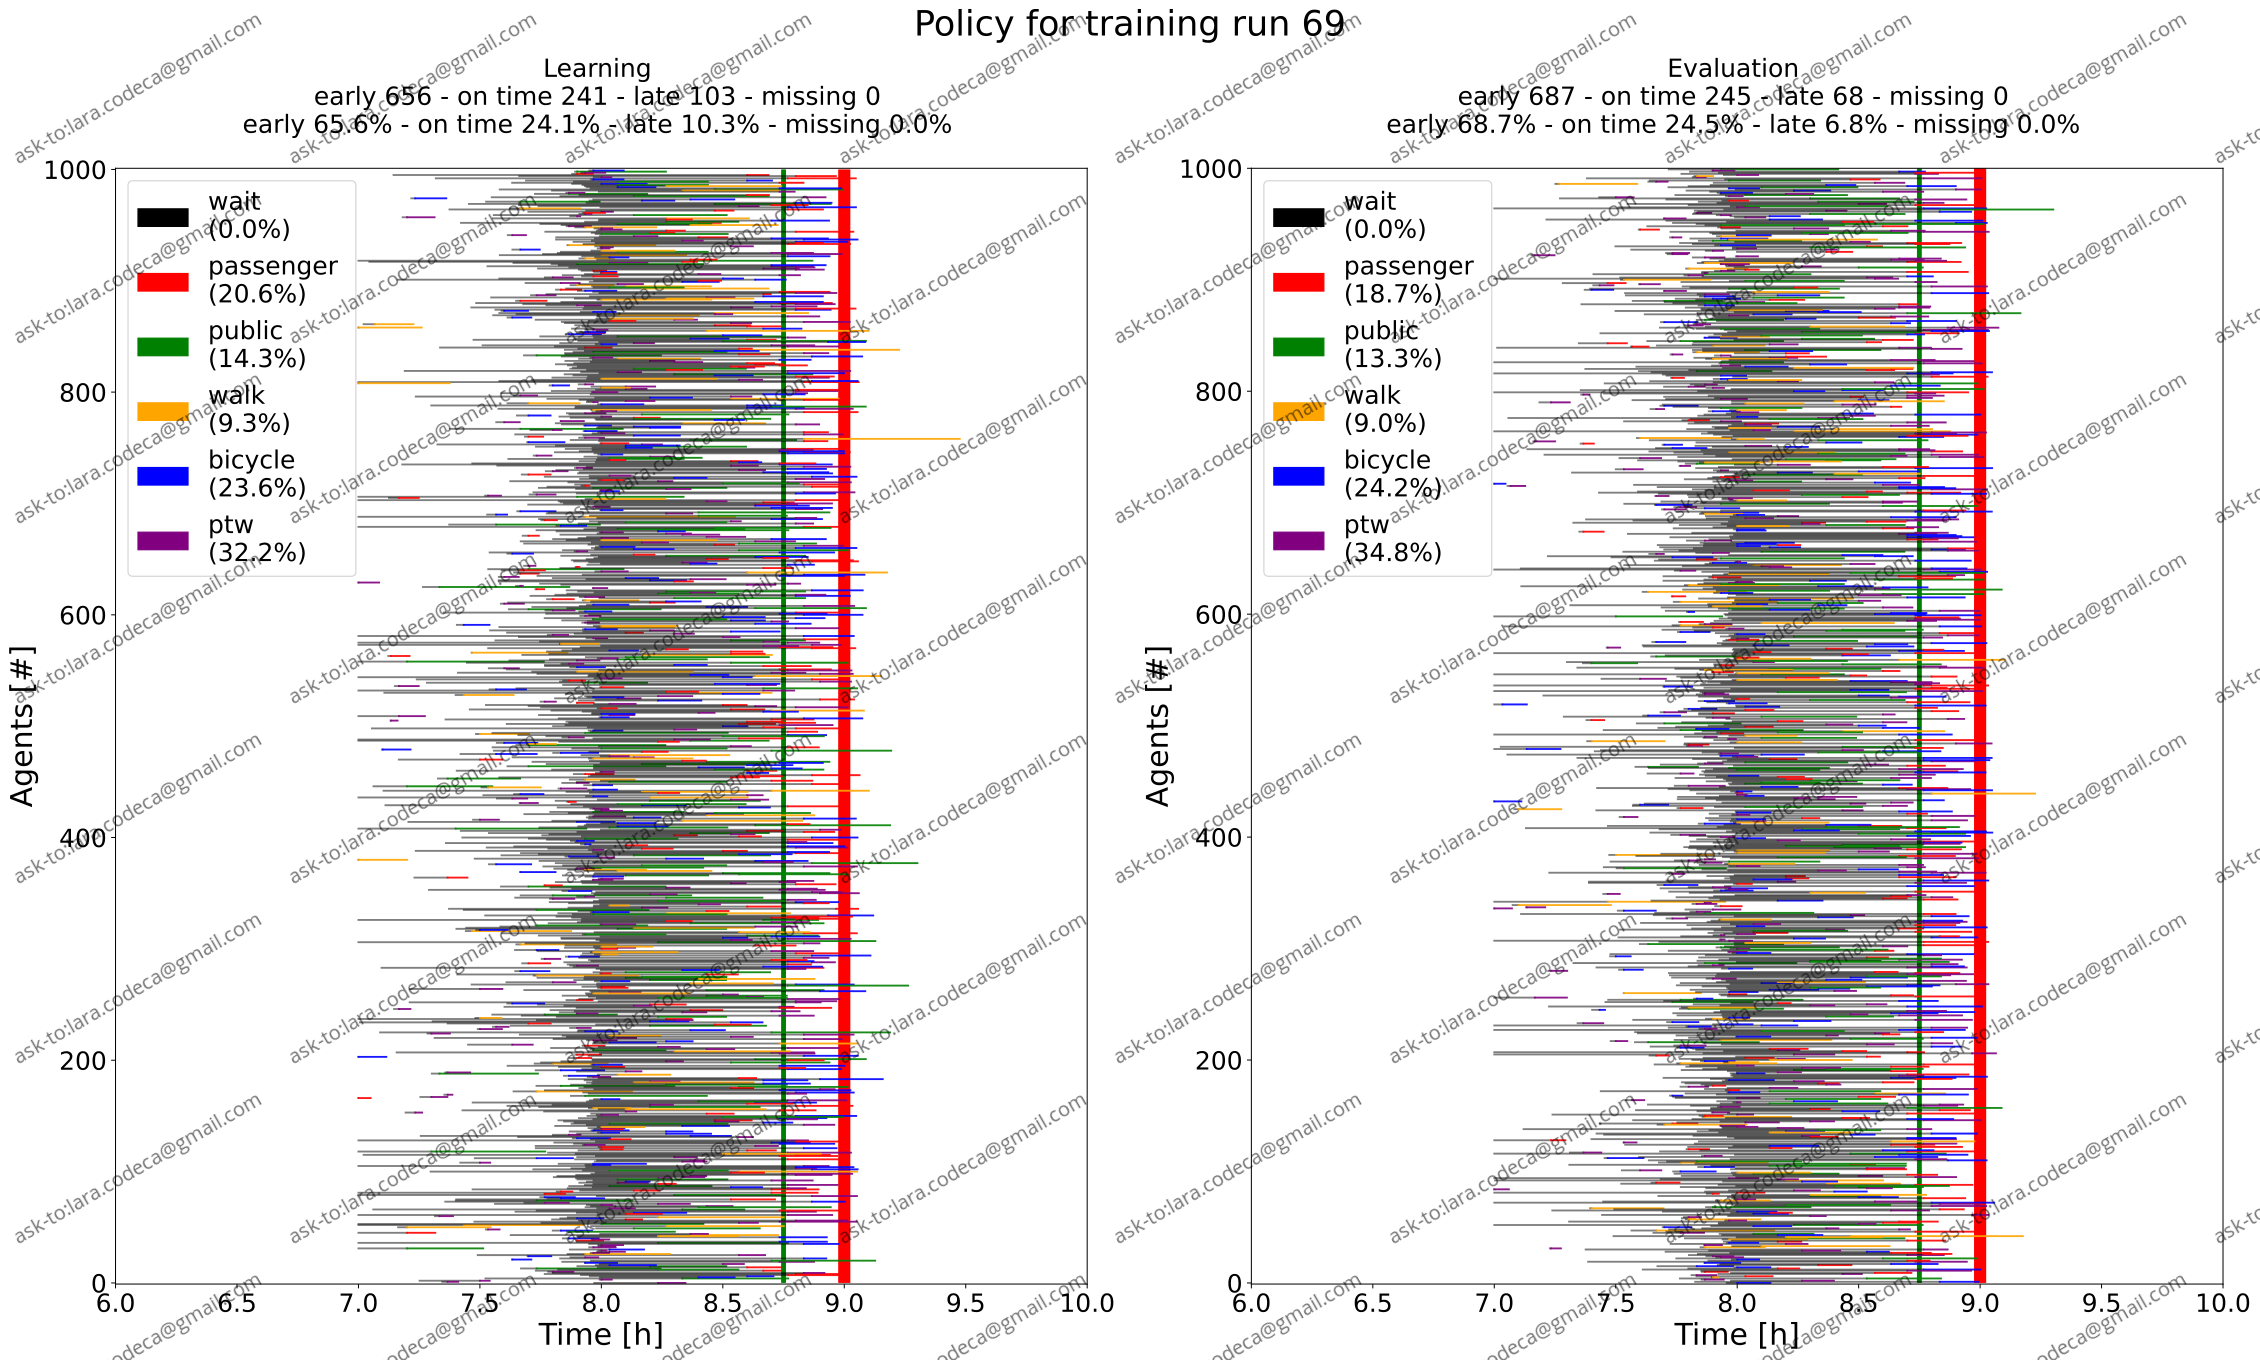 Policy for training run 69
Learning
early 656 - on time 241 - late 103 - missing 0
early 65.6% - on time 24.1% - late 10.3% - missing 0.0%
1000
800
600
400
200
0
Agents [#]
wait
(0.0%)
passenger
(20.6%)
public
(14.3%)
walk
(9.3%)
bicycle
(23.6%)
ptw
(32.2%)
6.0 6.5 7.0 7.5 8.0 8.5 9.0 9.5 10.0
Time [h]
Evaluation
early 687 - on time 245 - late 68 - missing 0
early 68.7% - on time 24.5% - late 6.8% - missing 0.0%
1000
800
600
400
200
0
Agents [#]
wait
(0.0%)
passenger
(18.7%)
public
(13.3%)
walk
(9.0%)
bicycle
(24.2%)
ptw
(34.8%)
6.0 6.5 7.0 7.5 8.0 8.5 9.0 9.5 10.0
Time [h]
ask-to:lara.codeca@gmail.com